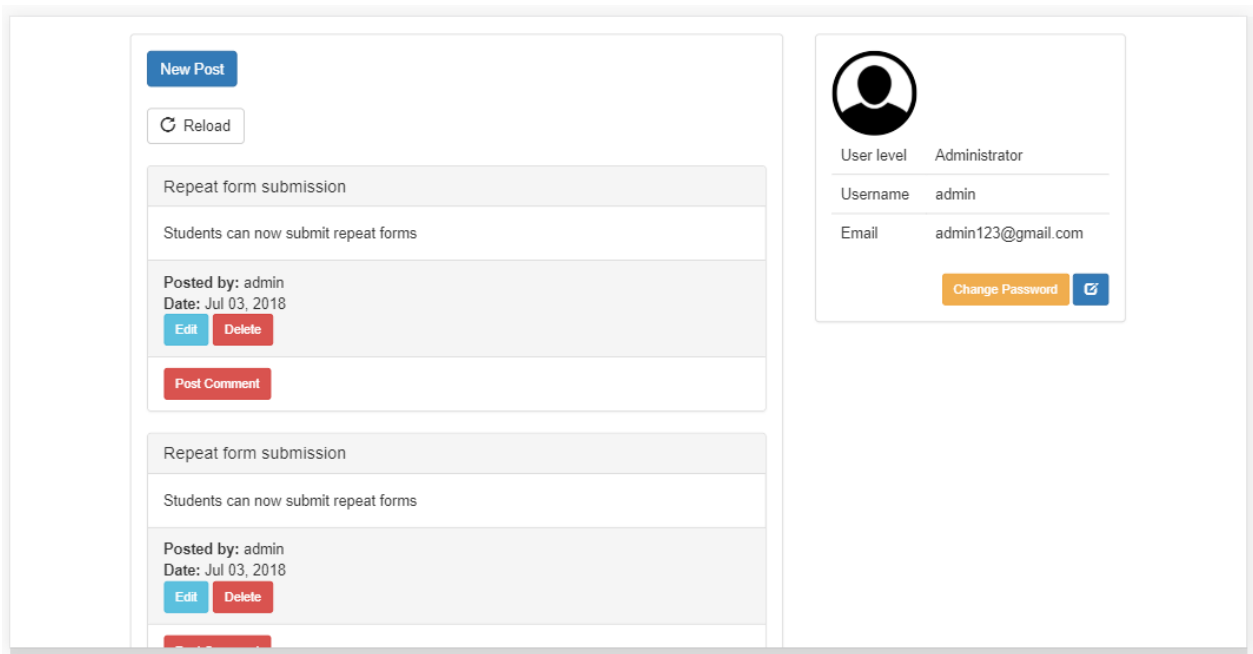 New Post
Reload
Repeat form submission
Students can now submit repeat forms
Posted by: admin
Date: Jul 03, 2018
Edit Delete
Post Comment
Repeat form submission
Students can now submit repeat forms
Posted by: admin
Date: Jul 03, 2018
Edit Delete
User level Administrator
Username admin
Email admin123@gmail.com
Change Password